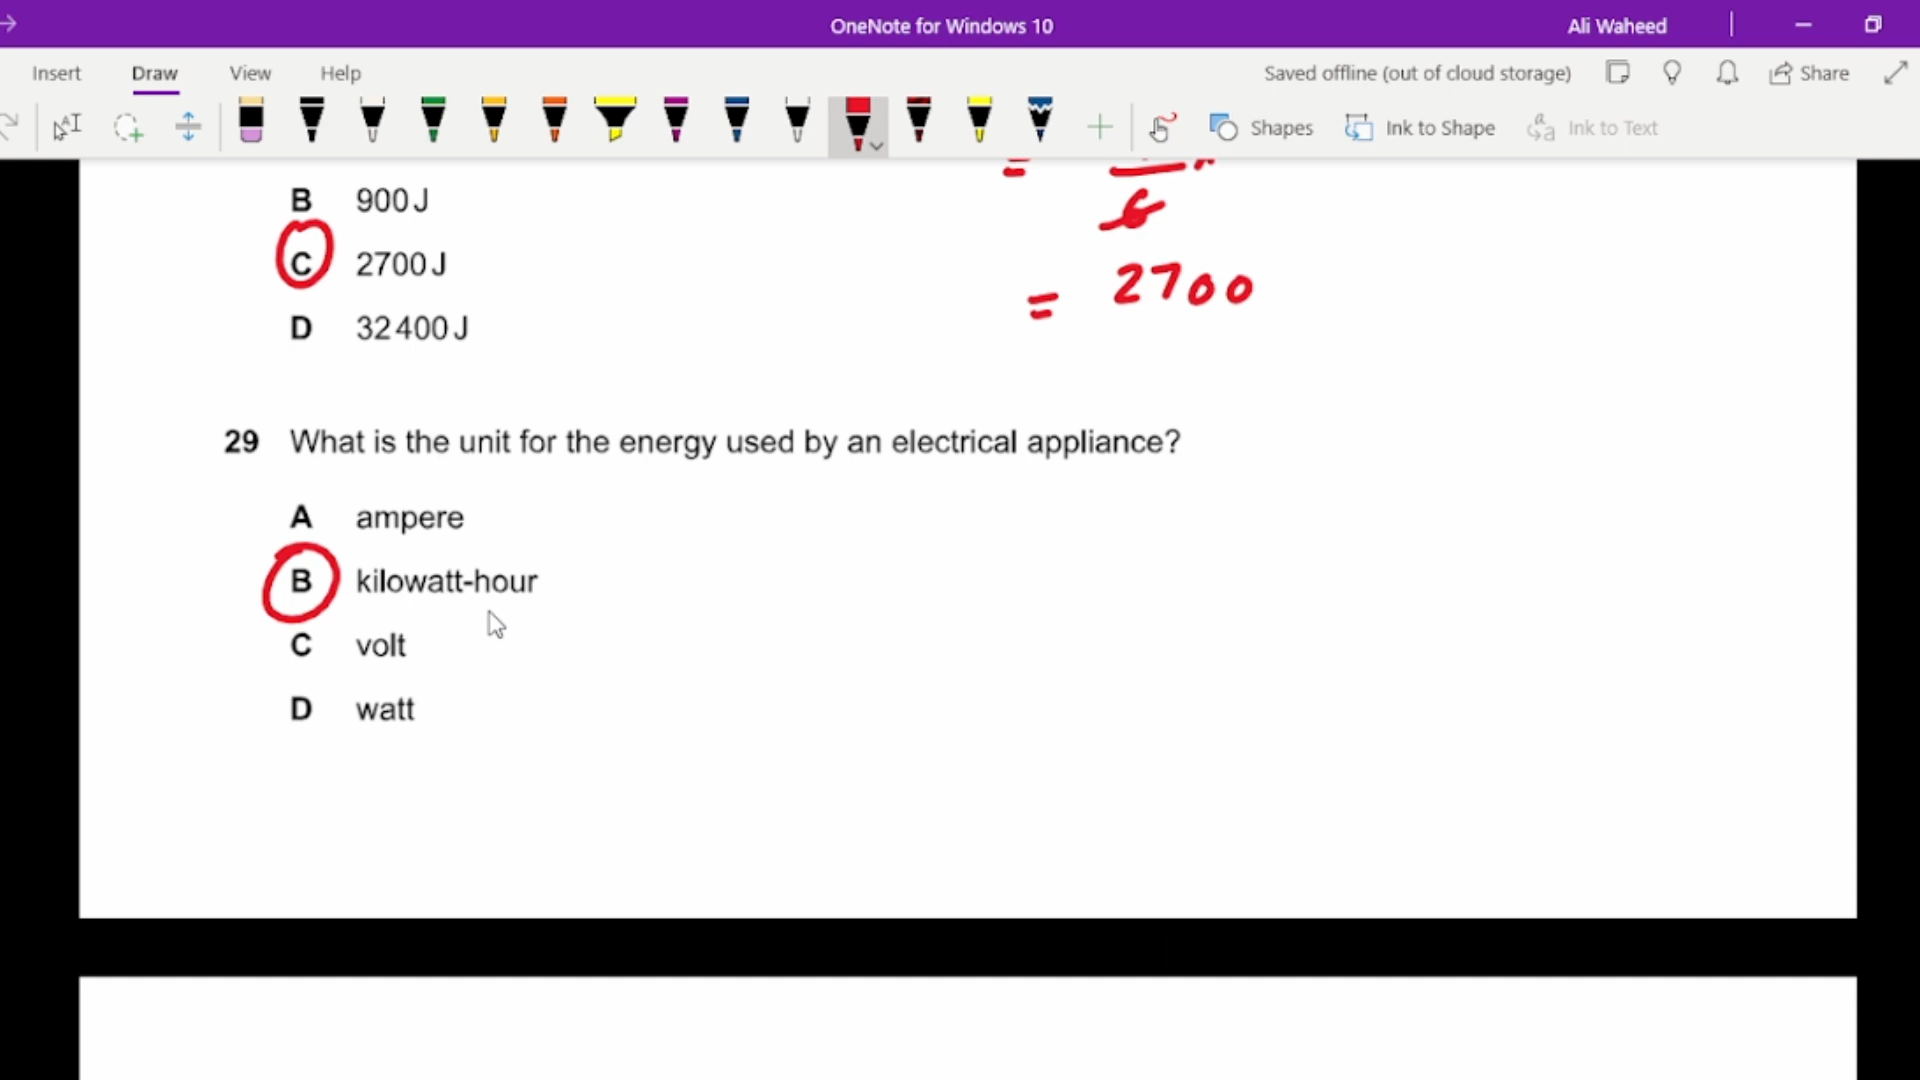 OneNote for Windows 10
Ali Waheed
Insert Draw View Help
Saved offline (out of cloud storage) Share
Shapes Ink to Shape Ink to Text
B 900 J
C 2700 J
D 32 400 J
6
= 2700
29 What is the unit for the energy used by an electrical appliance?
A ampere
B kilowatt-hour
C volt
D watt